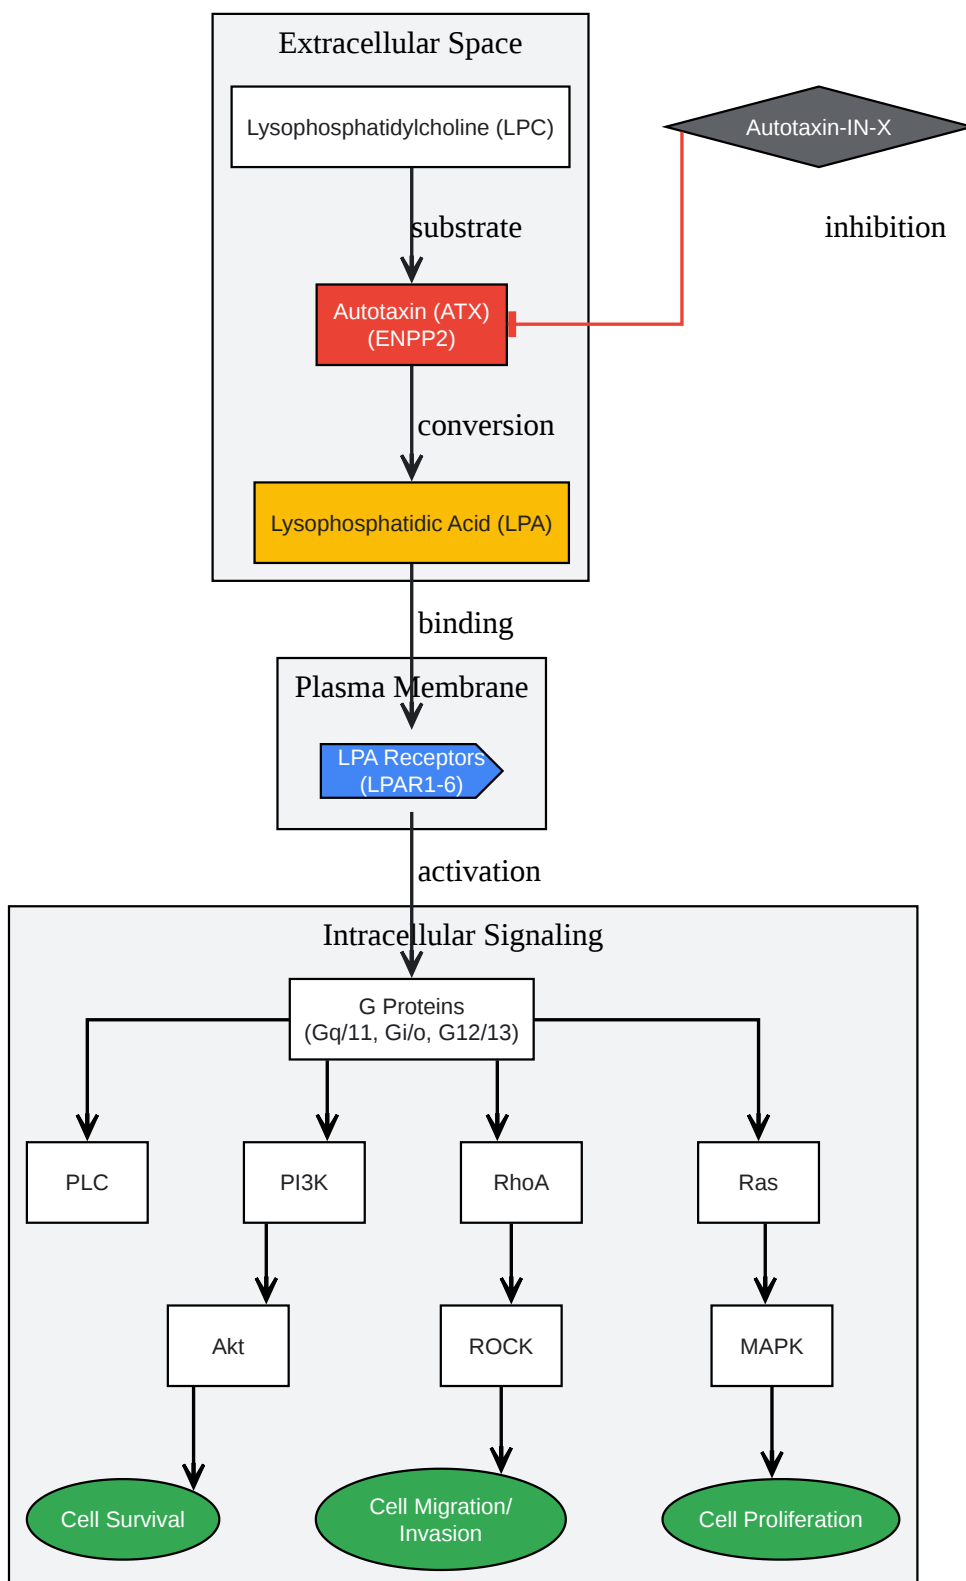 Extracellular Space
Lysophosphatidylcholine (LPC)
Autotaxin-IN-X
substrate
inhibition
Autotaxin (ATX)
(ENPP2)
conversion
Lysophosphatidic Acid (LPA)
binding
Plasma Membrane
LPA Receptors
(LPAR1-6)
activation
Intracellular Signaling
G Proteins
(Gq/11, Gi/o, G12/13)
PLC
PI3K
RhoA
Ras
Akt
ROCK
MAPK
Cell Survival
Cell Migration/
Invasion
Cell Proliferation